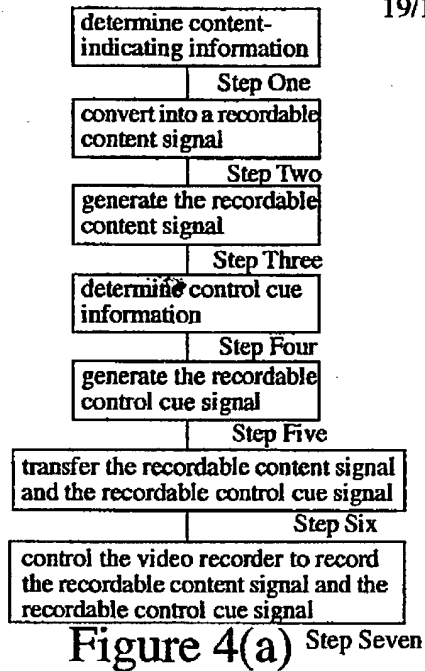 19/1
determine content-
indicating information
Step One
convert into a recordable
content signal
Step Two
generate the recordable
content signal
Step Three
determine control cue
information
Step Four
generate the recordable
control cue signal
Step Five
transfer the recordable content signal
and the recordable control cue signal
Step Six
control the video recorder to record
the recordable content signal and the
recordable control cue signal
Figure 4(a) Step Seven